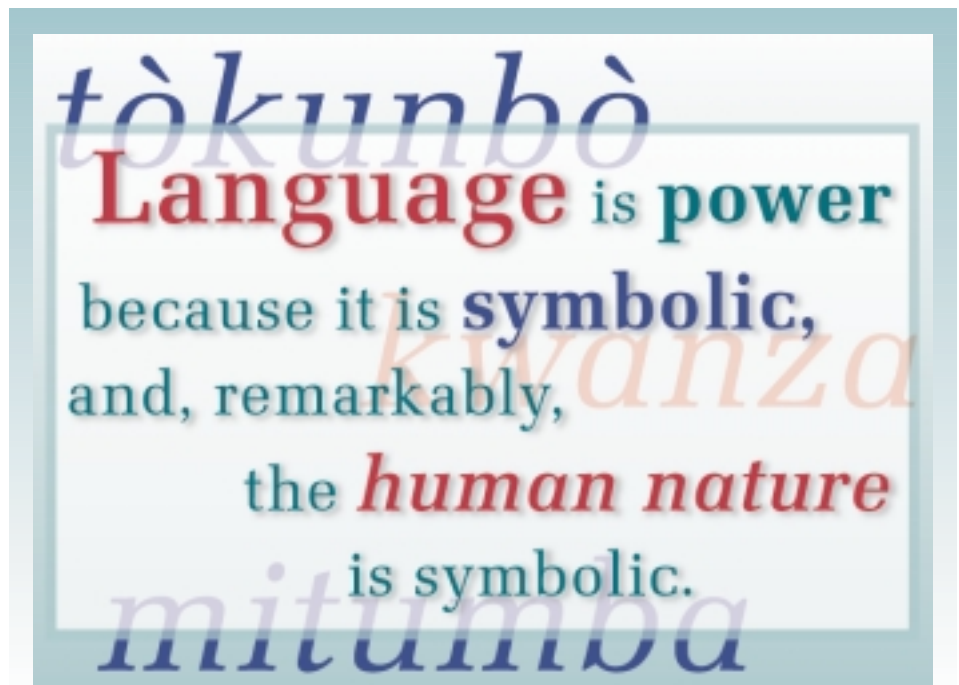 tòkunbò
Language is power
because it is symbolic,
kwanza
and, remarkably,
the human nature
is symbolic.
mitumba